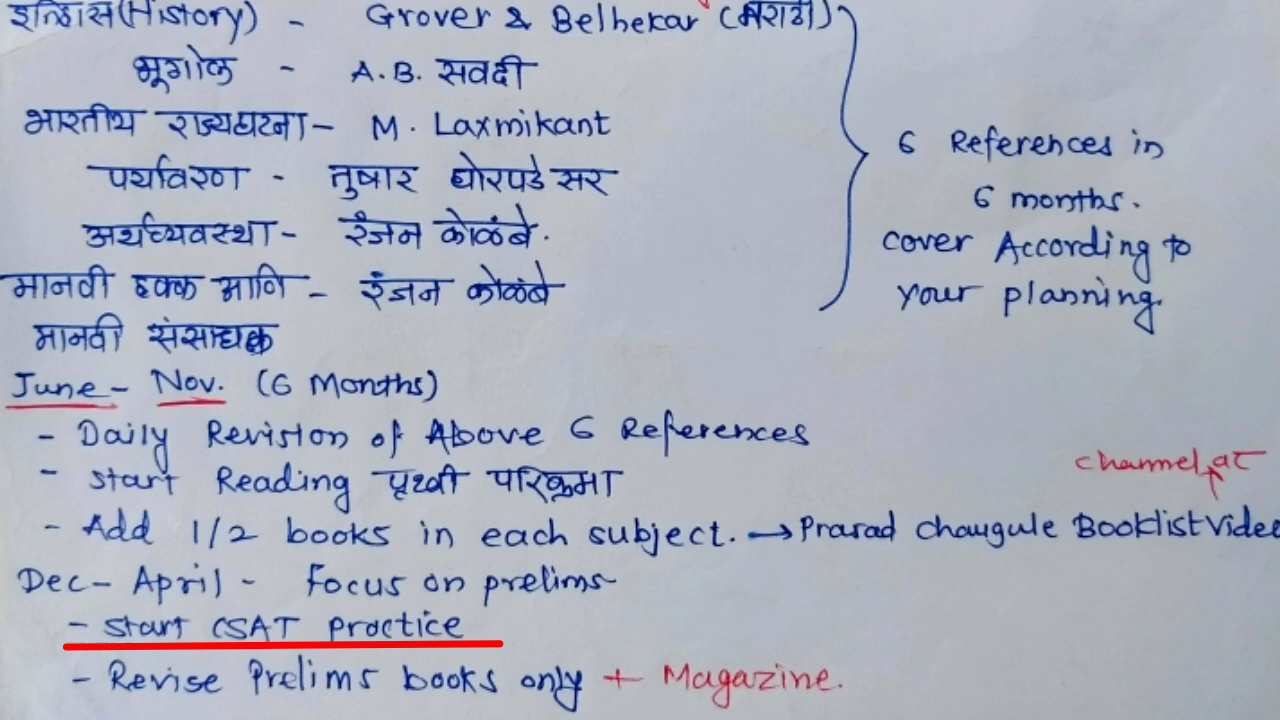 इतिहास (History) - Grover & Belhekar (मराठी)
भूगोल - A.B. सवदी
भारतीय राज्यघटना - M. Laxmikant
पर्यावरण - तुषार घोरपडे सर
अर्थव्यवस्था - रंजन कोळंबे.
मानवी हक्क आणि - रंजन कोळंबे
मानवी संसाधन
6 References in
6 months.
cover According to
your planning.
June - Nov. (6 Months)
- Daily Revision of Above 6 References
- start Reading पृथ्वी परिक्रमा
channel at
- Add 1/2 books in each subject. → Prasad chaugule Booklist Video
Dec - April - Focus on prelims
- start CSAT practice
- Revise Prelims books only + Magazine.